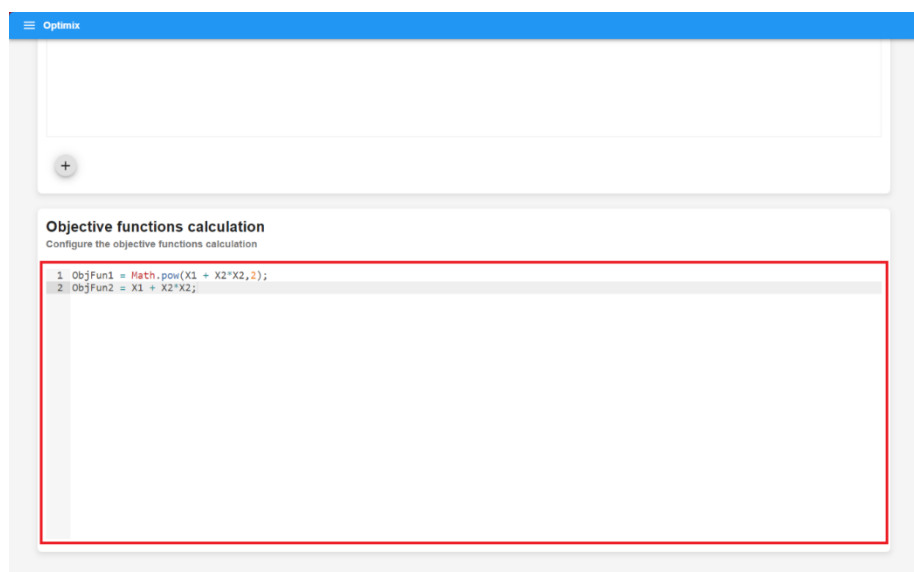 Optimix
+
Objective functions calculation
Configure the objective functions calculation
1 ObjFun1 = Math.pow(X1 + X2*X2,2);
2 ObjFun2 = X1 + X2*X2;